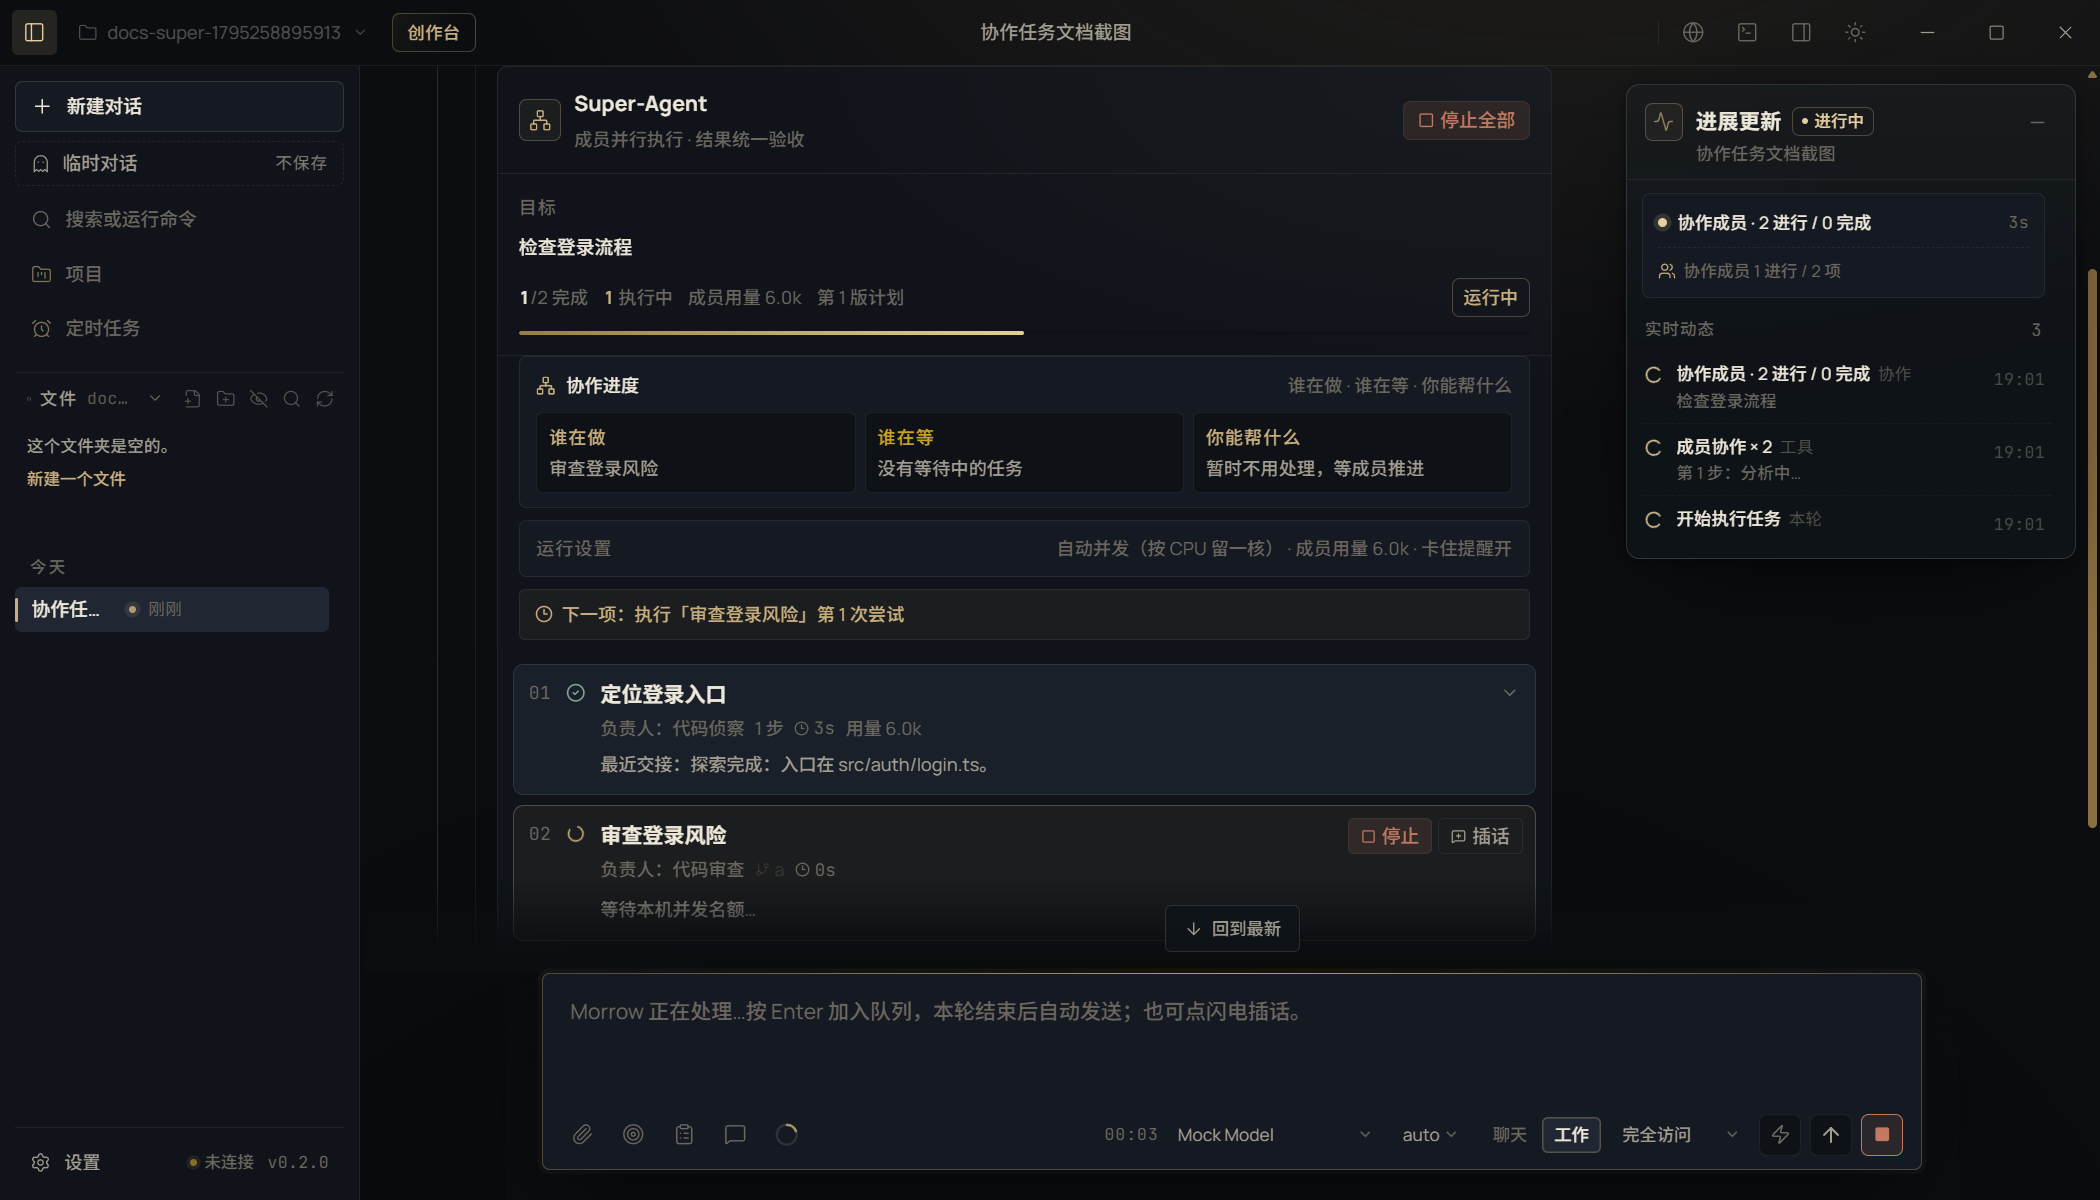 docs-super-1795258895913
创作台
协作任务文档截图
新建对话
临时对话 不保存
搜索或运行命令
项目
定时任务
文件 doc...
这个文件夹是空的。
新建一个文件
今天
协作任... 刚刚
设置 未连接 v0.2.0
Super-Agent
成员并行执行 · 结果统一验收
停止全部
目标
检查登录流程
1/2 完成 1 执行中 成员用量 6.0k 第 1 版计划
运行中
协作进度 谁在做 · 谁在等 · 你能帮什么
谁在做
审查登录风险
谁在等
没有等待中的任务
你能帮什么
暂时不用处理，等成员推进
运行设置 自动并发（按 CPU 留一核） · 成员用量 6.0k · 卡住提醒开
下一项：执行「审查登录风险」第 1 次尝试
01 定位登录入口
负责人：代码侦察 1 步 3s 用量 6.0k
最近交接：探索完成：入口在 src/auth/login.ts。
02 审查登录风险 停止 插话
负责人：代码审查 a 0s
等待本机并发名额...
回到最新
Morrow 正在处理...按 Enter 加入队列，本轮结束后自动发送；也可点闪电插话。
00:03 Mock Model auto 聊天 工作 完全访问
进展更新 进行中
协作任务文档截图
协作成员 · 2 进行 / 0 完成 3s
协作成员 1 进行 / 2 项
实时动态 3
协作成员 · 2 进行 / 0 完成 协作 19:01
检查登录流程
成员协作 × 2 工具 19:01
第 1 步：分析中...
开始执行任务 本轮 19:01